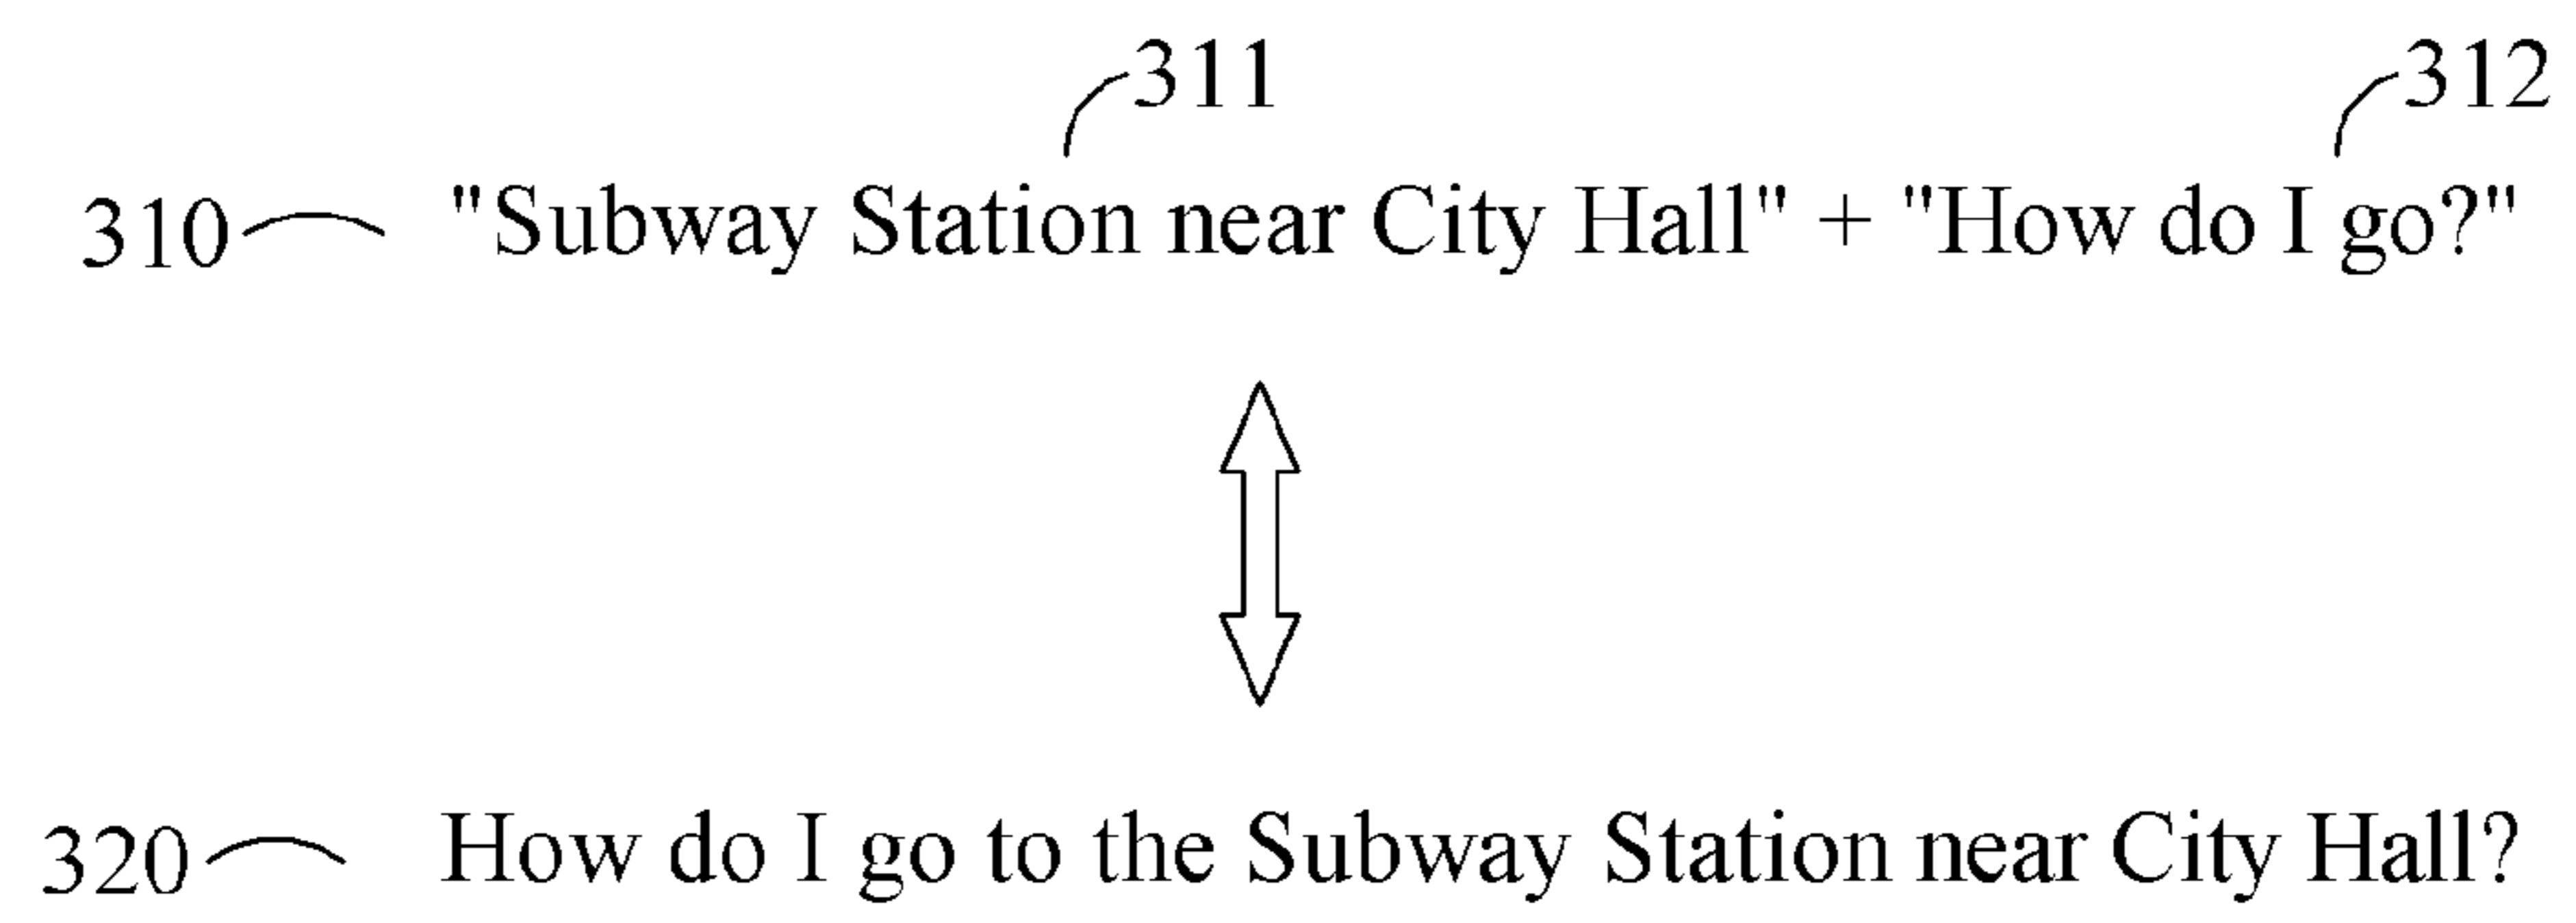 311 312
310 "Subway Station near City Hall" + "How do I go?"
320 How do I go to the Subway Station near City Hall?